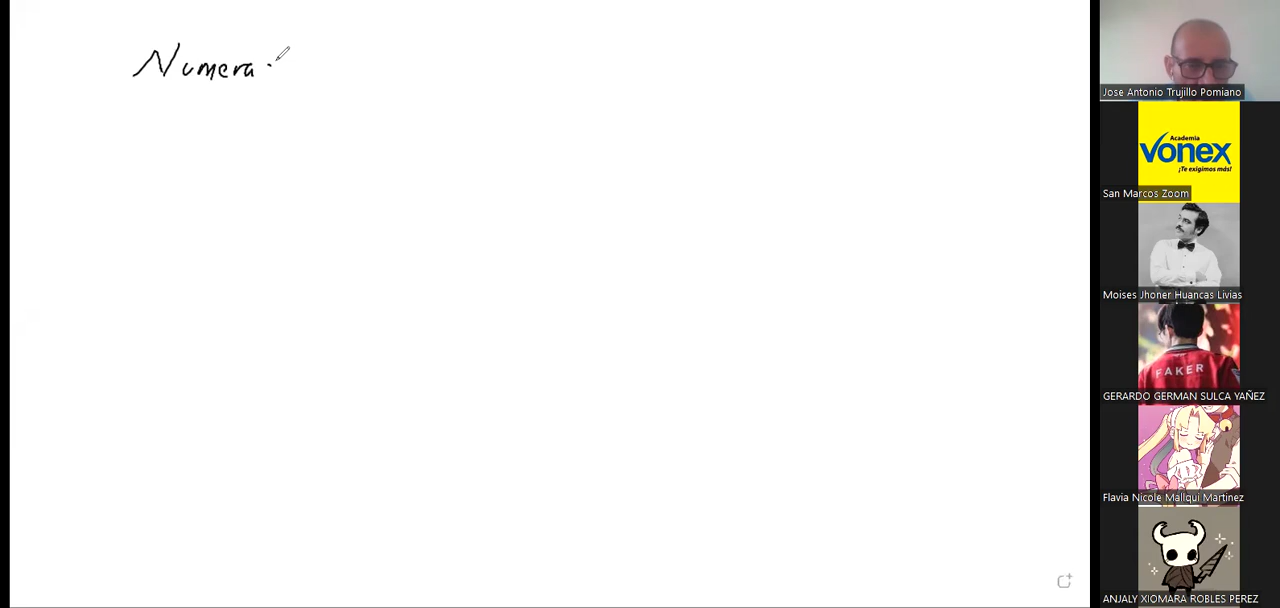 Numera
Jose Antonio Trujillo Pomiano
Academia
Vonex
¡Te exigimos más!
San Marcos Zoom
Moises Jhoner Huancas Livias
FAKER
GERARDO GERMAN SULCA YAÑEZ
Flavia Nicole Mallqui Martinez
ANJALY XIOMARA ROBLES PEREZ